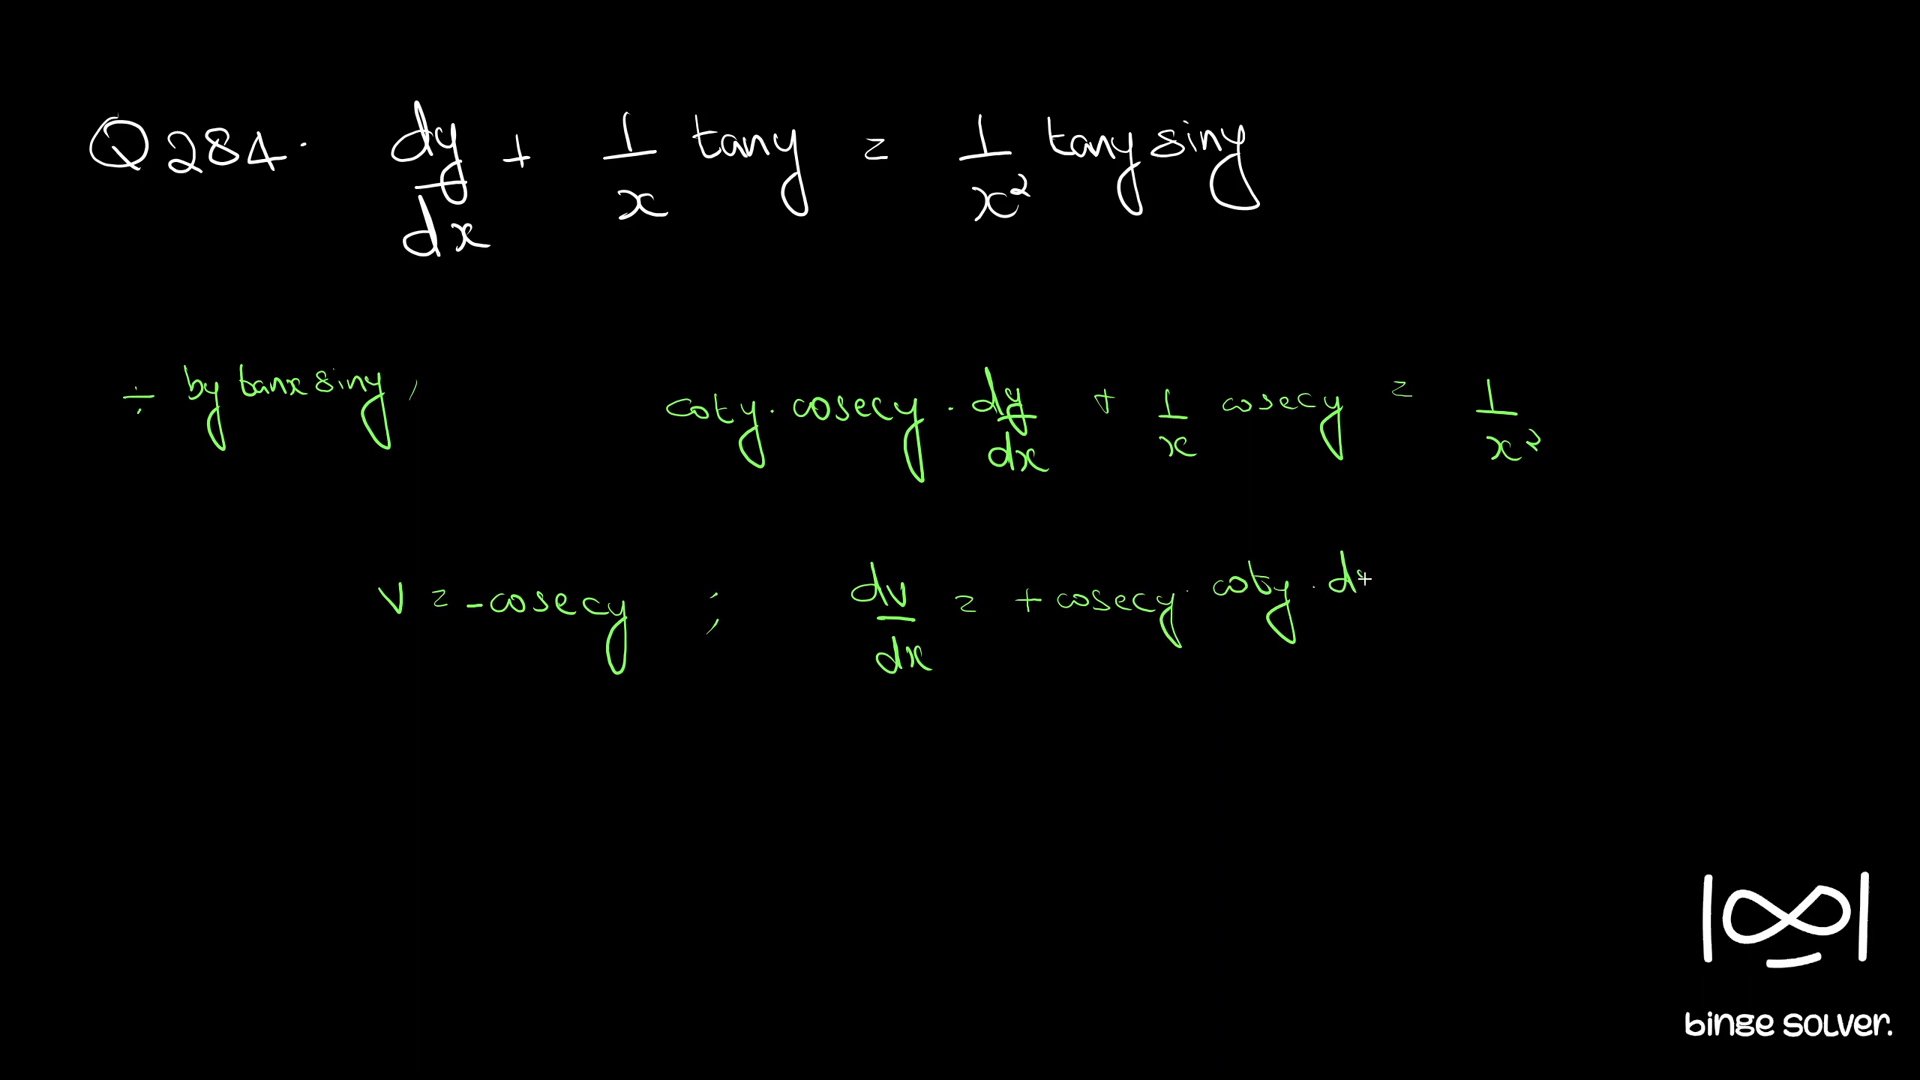 Q284. dy/dx + 1/x tany = 1/x² tany siny
÷ by tanx siny, coty . cosecy . dy/dx + 1/x cosecy = 1/x²
v = -cosecy ; dv/dx = + cosecy . coty . d
binge solver.